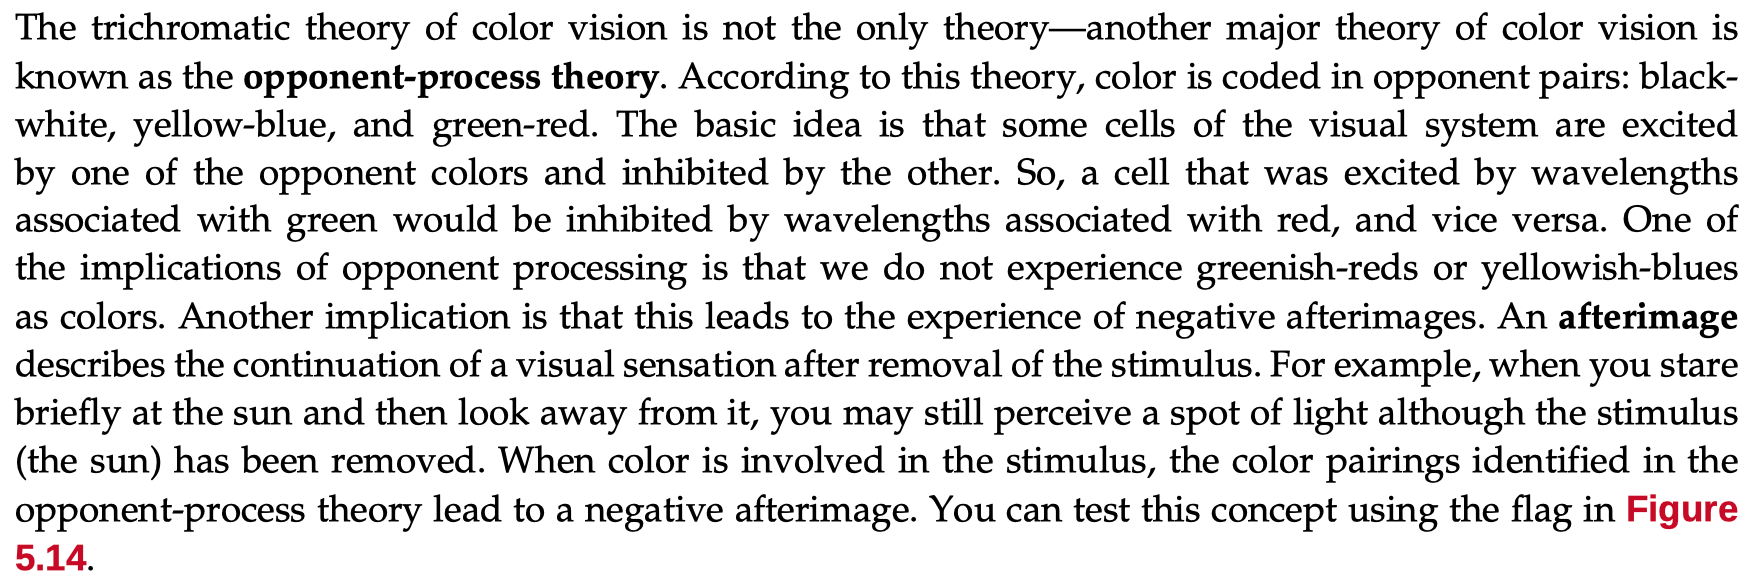 The trichromatic theory of color vision is not the only theory—another major theory of color vision is
known as the opponent-process theory. According to this theory, color is coded in opponent pairs: black-
white, yellow-blue, and green-red. The basic idea is that some cells of the visual system are excited
by one of the opponent colors and inhibited by the other. So, a cell that was excited by wavelengths
associated with green would be inhibited by wavelengths associated with red, and vice versa. One of
the implications of opponent processing is that we do not experience greenish-reds or yellowish-blues
as colors. Another implication is that this leads to the experience of negative afterimages. An afterimage
describes the continuation of a visual sensation after removal of the stimulus. For example, when you stare
briefly at the sun and then look away from it, you may still perceive a spot of light although the stimulus
(the sun) has been removed. When color is involved in the stimulus, the color pairings identified in the
opponent-process theory lead to a negative afterimage. You can test this concept using the flag in Figure
5.14.